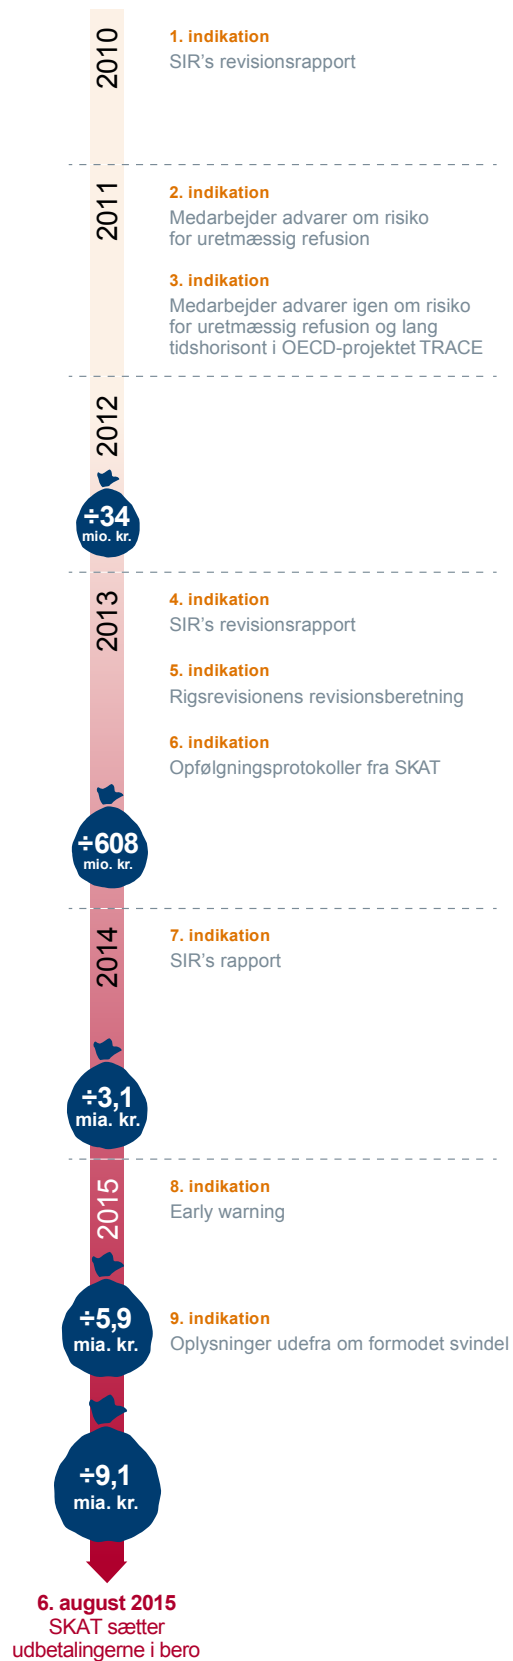 2010
1. indikation
SIR's revisionsrapport
2011
2. indikation
Medarbejder advarer om risiko
for uretmæssig refusion
3. indikation
Medarbejder advarer igen om risiko
for uretmæssig refusion og lang
tidshorisont i OECD-projektet TRACE
2012
÷34
mio. kr.
2013
4. indikation
SIR's revisionsrapport
5. indikation
Rigsrevisionens revisionsberetning
6. indikation
Opfølgningsprotokoller fra SKAT
÷608
mio. kr.
2014
7. indikation
SIR's rapport
÷3,1
mia. kr.
2015
8. indikation
Early warning
÷5,9
mia. kr.
9. indikation
Oplysninger udefra om formodet svindel
÷9,1
mia. kr.
6. august 2015
SKAT sætter
udbetalingerne i bero